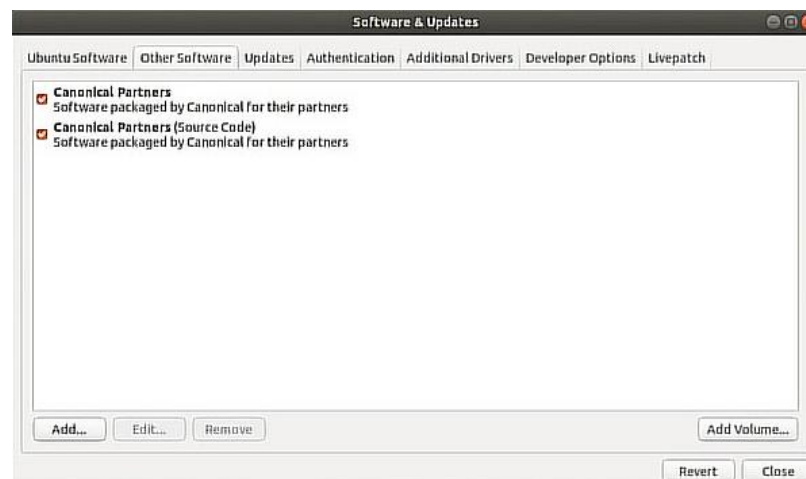 Software & Updates
Ubuntu Software Other Software Updates Authentication Additional Drivers Developer Options Livepatch
Canonical Partners
Software packaged by Canonical for their partners
Canonical Partners (Source Code)
Software packaged by Canonical for their partners
Add... Edit... Remove Add Volume...
Revert Close